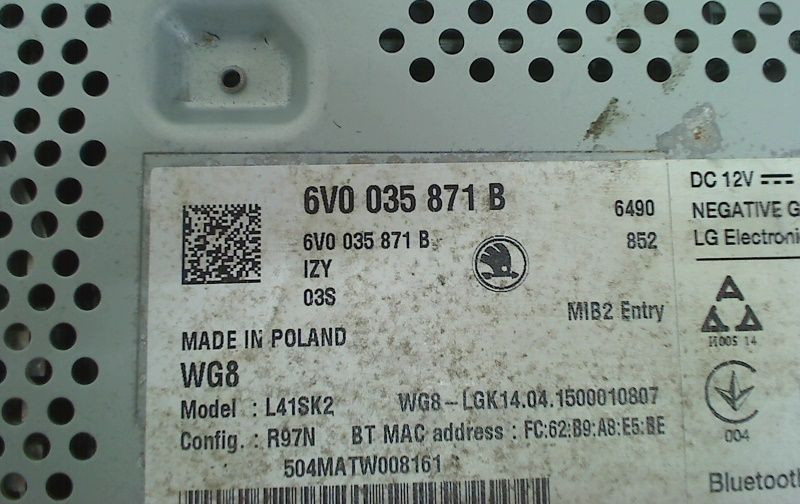 6V0 035 871 B
6490
6V0 035 871 B
852
IZY
03S
MIB2 Entry
MADE IN POLAND
WG8
Model : L41SK2
WG8-LGK14.04.1500010807
Config. : R97N
BT MAC address : FC:62:B9:A8:E5:BE
504MATW008161
DC 12V
NEGATIVE G
LG Electroni
14
004
Bluetooth